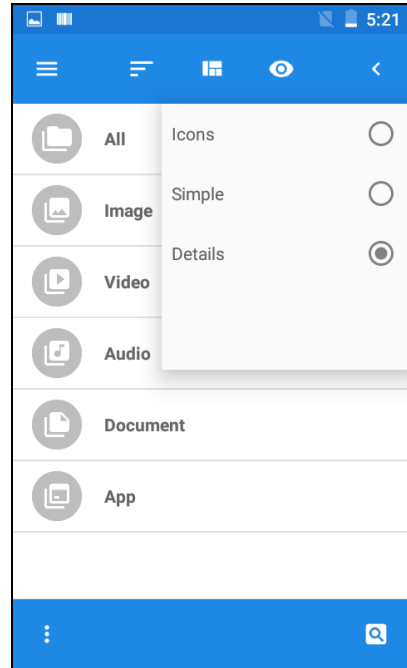 5:21
All
Icons
Image
Simple
Video
Details
Audio
Document
App